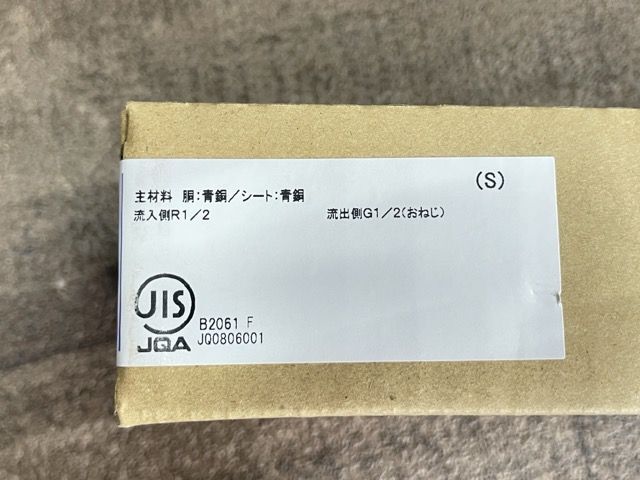 (S)
主材料 胴:青銅／シート:青銅
流入側R1／2 流出側G1／2(おねじ)
JIS
JQA
B2061 F
JQ0806001